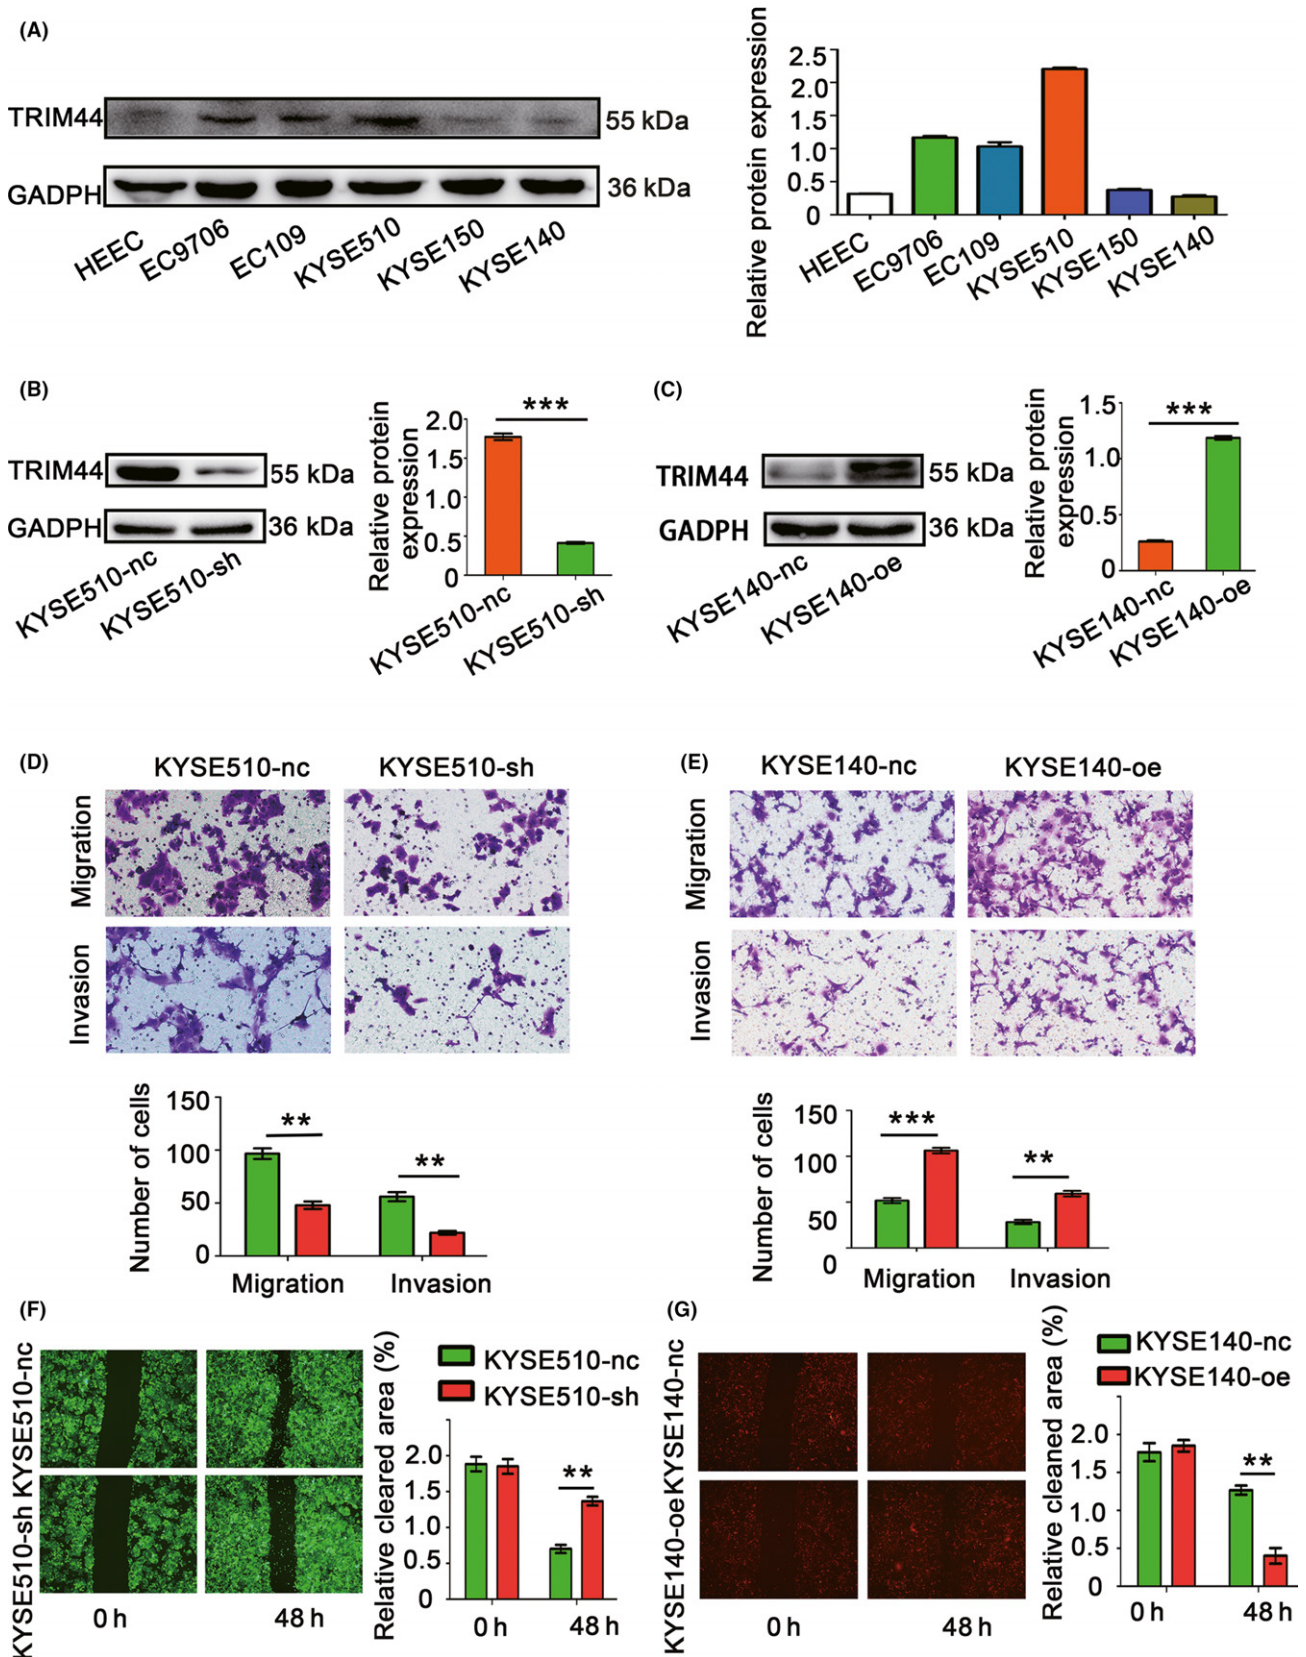 (A)
TRIM44
55 kDa
GADPH
36 kDa
HEEC
EC9706
EC109
KYSE510
KYSE150
KYSE140
Relative protein expression
2.5
2.0
1.5
1.0
0.5
0
HEEC
EC9706
EC109
KYSE510
KYSE150
KYSE140
(B)
TRIM44
55 kDa
GADPH
36 kDa
KYSE510-nc
KYSE510-sh
Relative protein
expression
2.0
1.5
1.0
0.5
0
***
KYSE510-nc
KYSE510-sh
(C)
TRIM44
55 kDa
GADPH
36 kDa
KYSE140-nc
KYSE140-oe
Relative protein
expression
1.5
1.0
0.5
0
***
KYSE140-nc
KYSE140-oe
(D)
KYSE510-nc
KYSE510-sh
Migration
Invasion
Number of cells
150
100
50
0
**
**
Migration
Invasion
(E)
KYSE140-nc
KYSE140-oe
Migration
Invasion
Number of cells
150
100
50
0
***
**
Migration
Invasion
(F)
KYSE510-nc
KYSE510-sh
0 h
48 h
Relative cleared area (%)
KYSE510-nc
KYSE510-sh
2.0
1.5
1.0
0.5
0
**
0 h
48 h
(G)
KYSE140-nc
KYSE140-oe
0 h
48 h
Relative cleaned area (%)
KYSE140-nc
KYSE140-oe
2.0
1.5
1.0
0.5
0
**
0 h
48 h